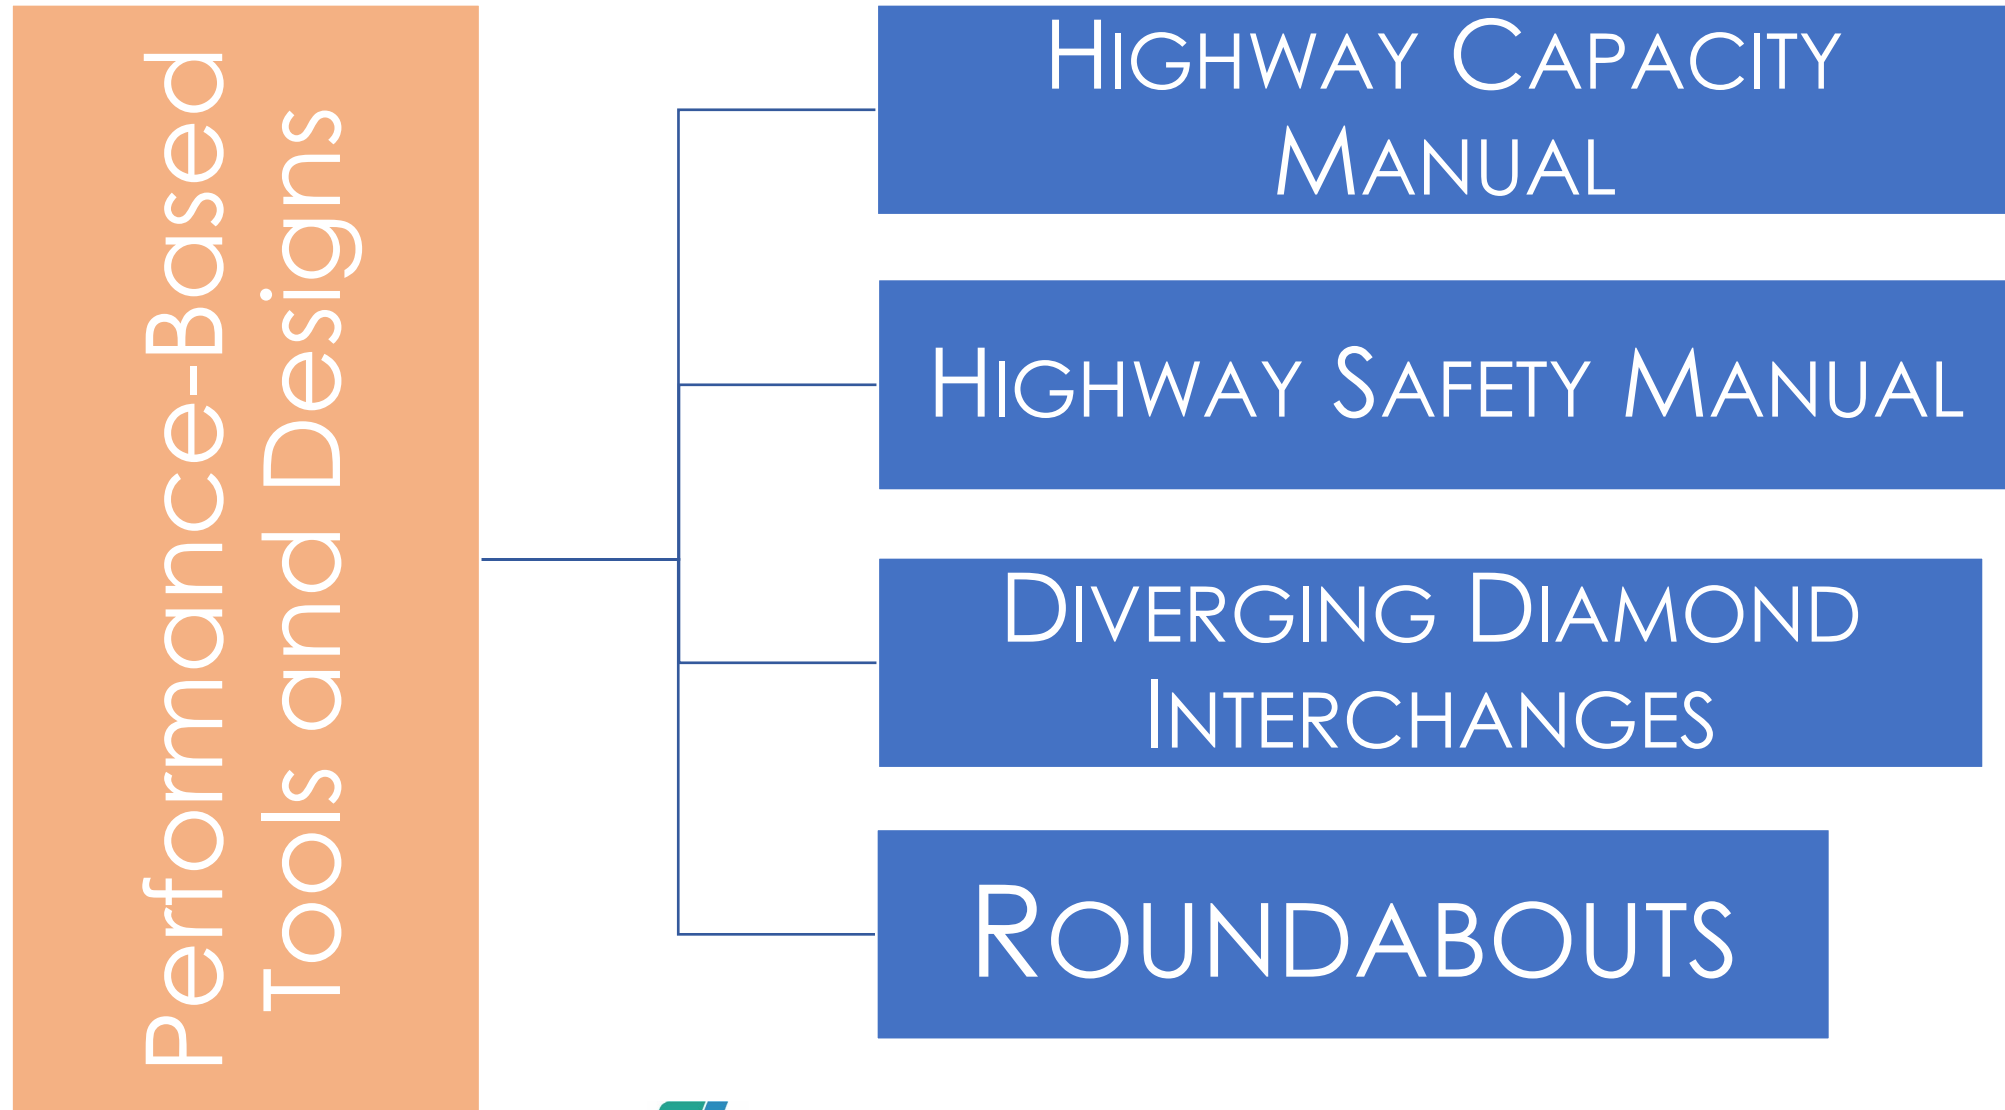 Performance-Based
Tools and Designs
HIGHWAY CAPACITY
MANUAL
HIGHWAY SAFETY MANUAL
DIVERGING DIAMOND
INTERCHANGES
ROUNDABOUTS